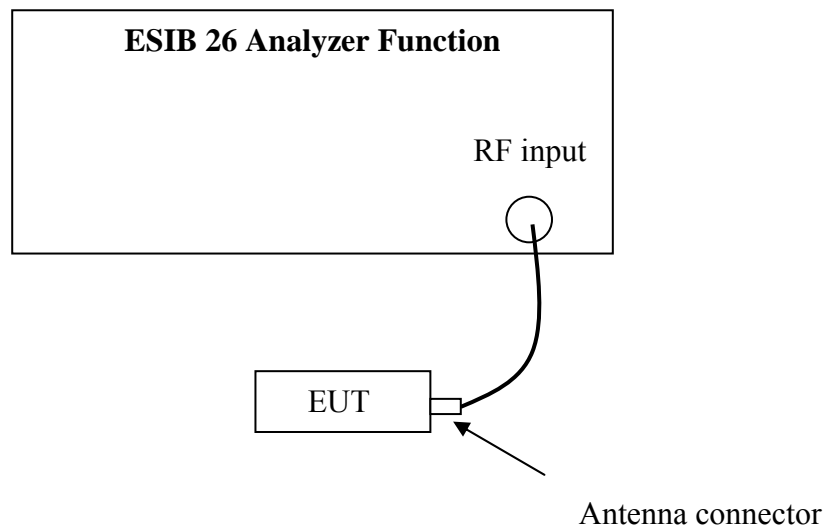 ESIB 26 Analyzer Function
RF input
EUT
Antenna connector